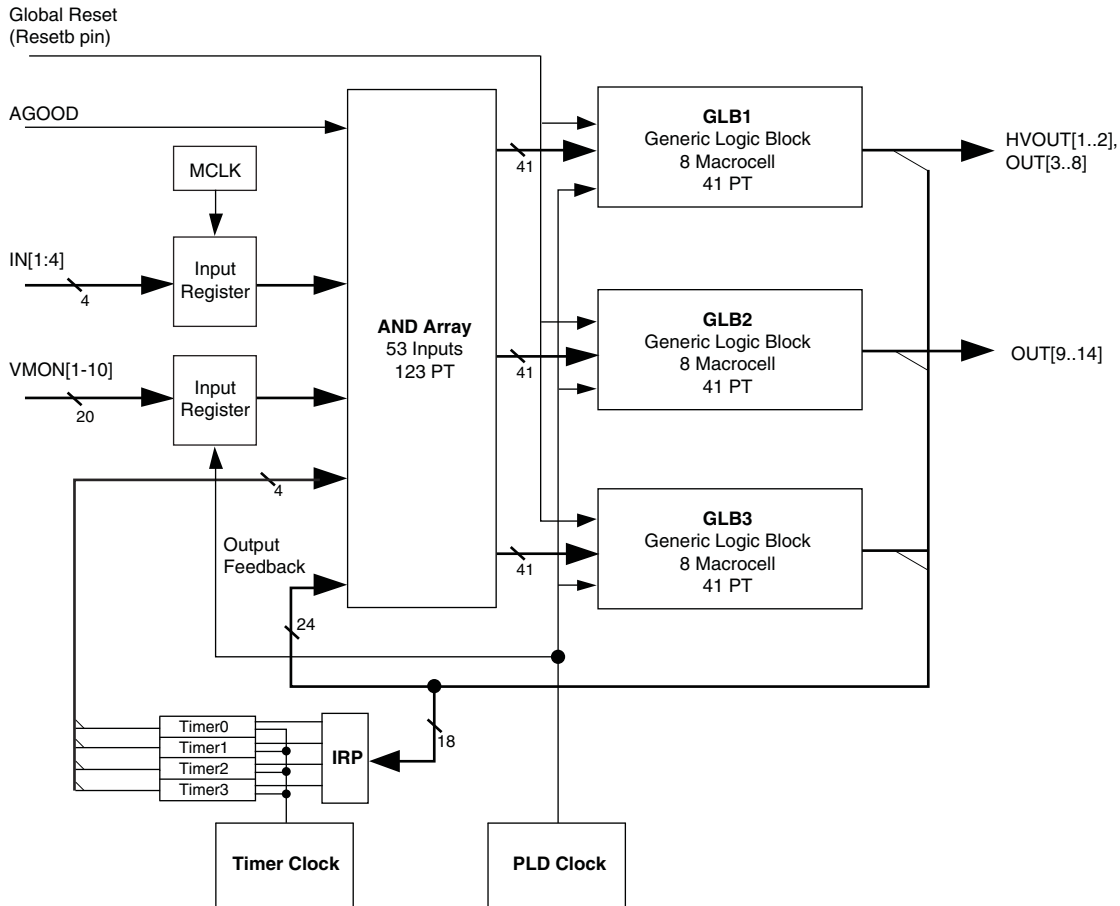 Global Reset
(Resetb pin)
AGOOD
MCLK
IN[1:4]
4
Input
Register
VMON[1-10]
20
Input
Register
4
Output
Feedback
24
AND Array
53 Inputs
123 PT
41
41
41
GLB1
Generic Logic Block
8 Macrocell
41 PT
HVOUT[1..2],
OUT[3..8]
GLB2
Generic Logic Block
8 Macrocell
41 PT
OUT[9..14]
GLB3
Generic Logic Block
8 Macrocell
41 PT
Timer0
Timer1
Timer2
Timer3
IRP
18
Timer Clock
PLD Clock